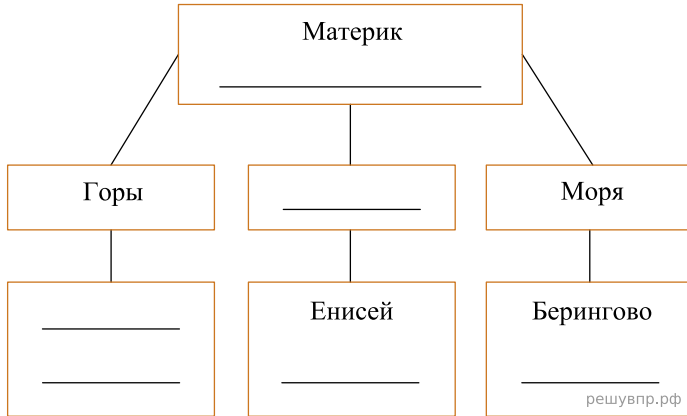 Материк
Горы
Моря
Енисей
Берингово
решувпр.рф